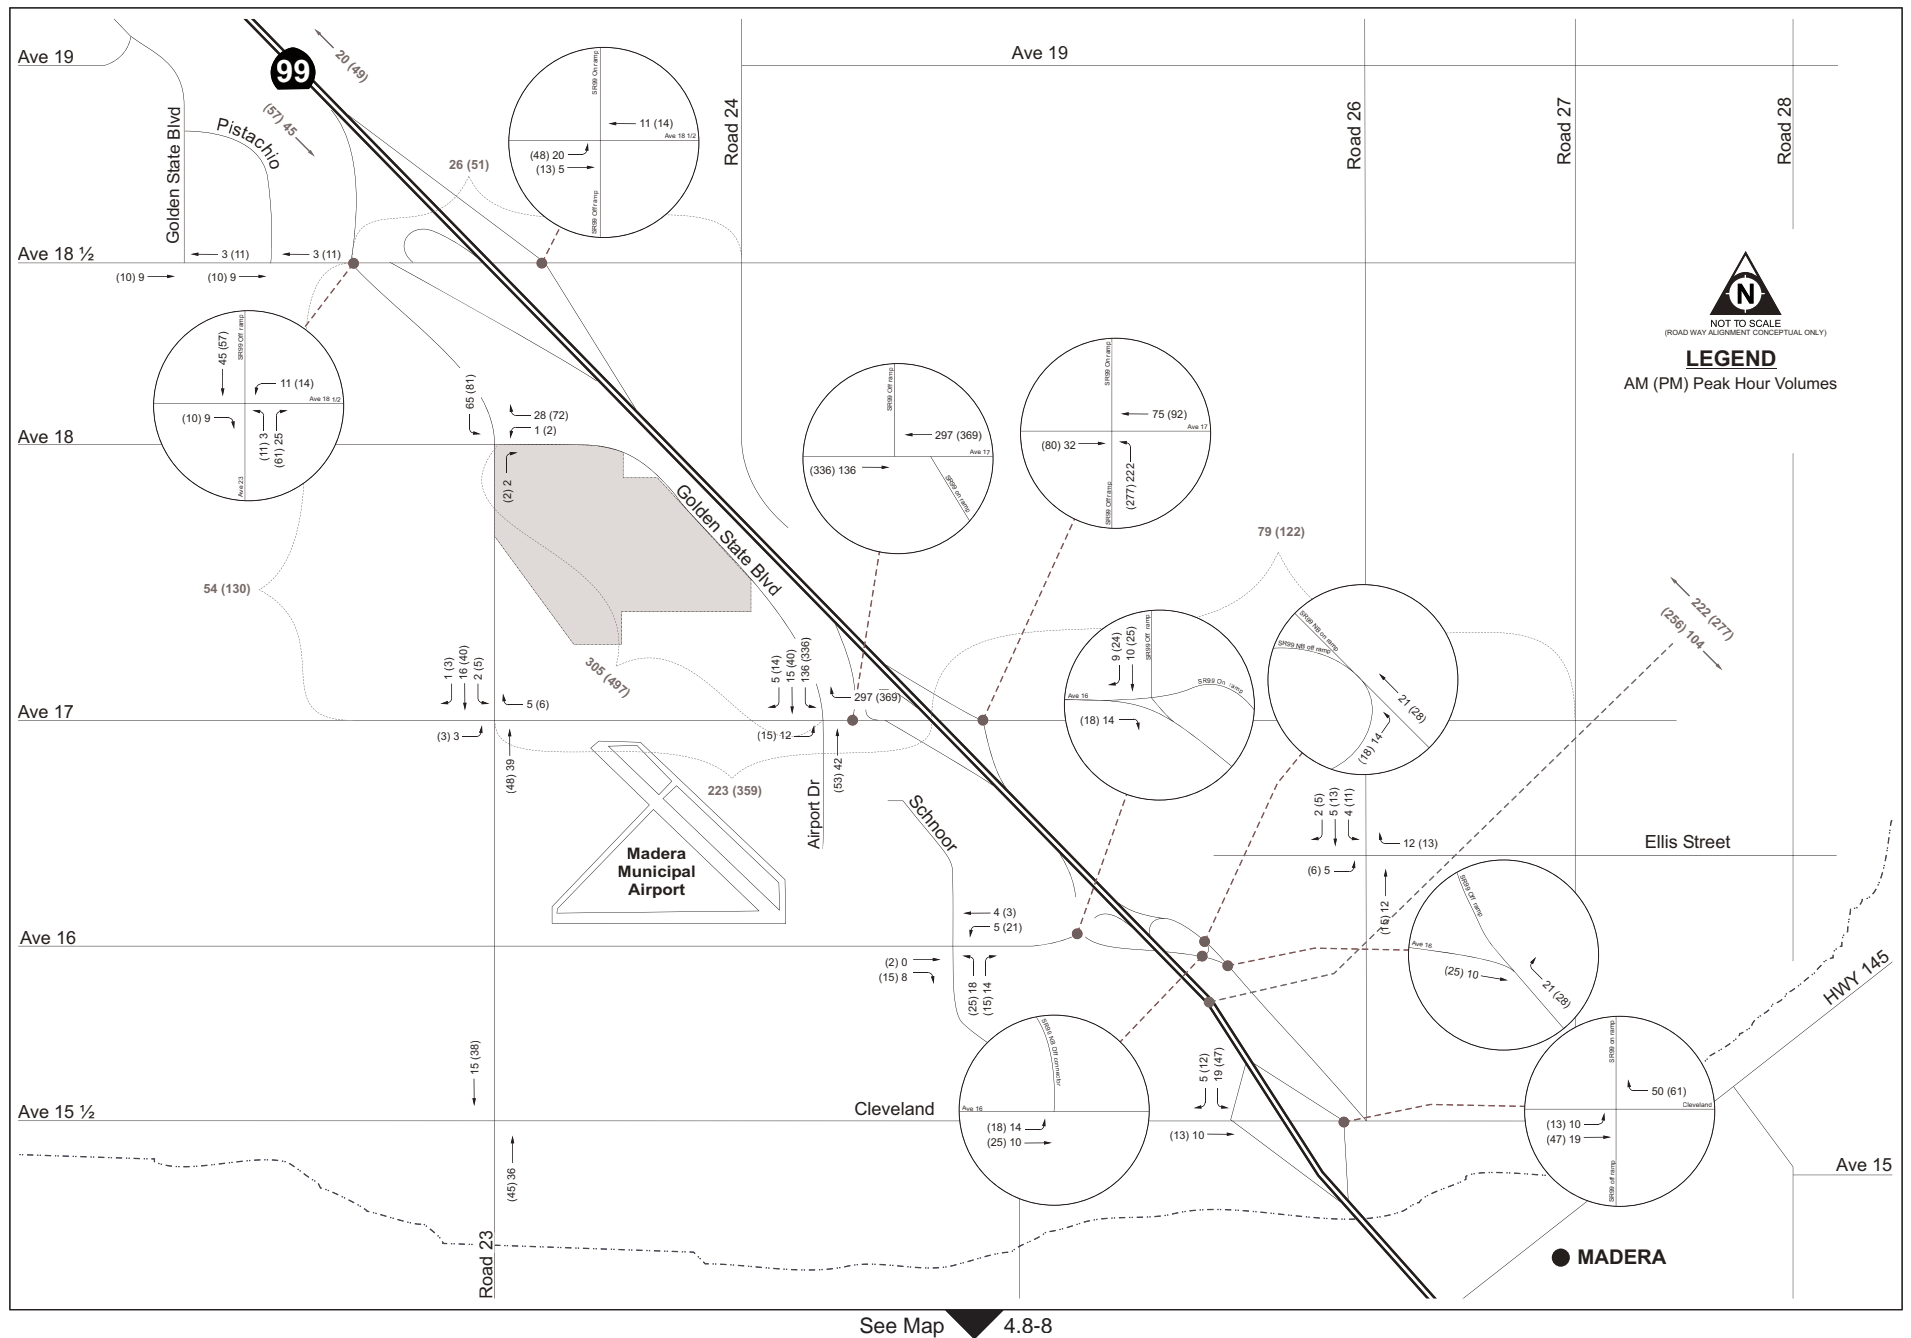 Ave 19
99
20 (49)
(57) 45
Ave 19
Road 24
Road 26
Road 27
Road 28
Golden State Blvd
Pistachio
26 (51)
SR99 On ramp
11 (14)
Ave 18 1/2
(48) 20
(13) 5
SR99 Off ramp
Ave 18 ½
3 (11)
3 (11)
(10) 9
(10) 9
N
NOT TO SCALE
(ROAD WAY ALIGNMENT CONCEPTUAL ONLY)
LEGEND
AM (PM) Peak Hour Volumes
45 (57)
SR99 Off ramp
11 (14)
Ave 18 1/2
(10) 9
(11) 3
(61) 25
Ave 23
65 (81)
28 (72)
1 (2)
(2) 2
Ave 18
Golden State Blvd
SR99 Off ramp
297 (369)
Ave 17
(336) 136
SR99 on ramp
SR99 On ramp
75 (92)
Ave 17
(80) 32
(277) 222
SR99 Off ramp
54 (130)
79 (122)
222 (277)
(256) 104
305 (497)
1 (3)
16 (40)
2 (5)
5 (6)
Ave 17
(3) 3
(48) 39
5 (14)
15 (40)
136 (336)
297 (369)
(15) 12
(53) 42
223 (359)
Airport Dr
Schnoor
Madera
Municipal
Airport
9 (24)
10 (25)
SR99 Off ramp
Ave 16
SR99 On ramp
(18) 14
SR99 NB on ramp
SR99 NB off ramp
21 (28)
(18) 14
2 (5)
5 (13)
4 (11)
12 (13)
Ellis Street
(6) 5
(15) 12
SR99 Off ramp
Ave 16
(25) 10
21 (28)
HWY 145
Ave 16
4 (3)
5 (21)
(2) 0
(15) 8
(25) 18
(15) 14
SR99 NB Off connector
Ave 16
(18) 14
(25) 10
15 (38)
(45) 36
Ave 15 ½
Cleveland
5 (12)
19 (47)
(13) 10
SR99 on ramp
50 (61)
Cleveland
(13) 10
(47) 19
SR99 off ramp
Ave 15
Road 23
MADERA
See Map 4.8-8